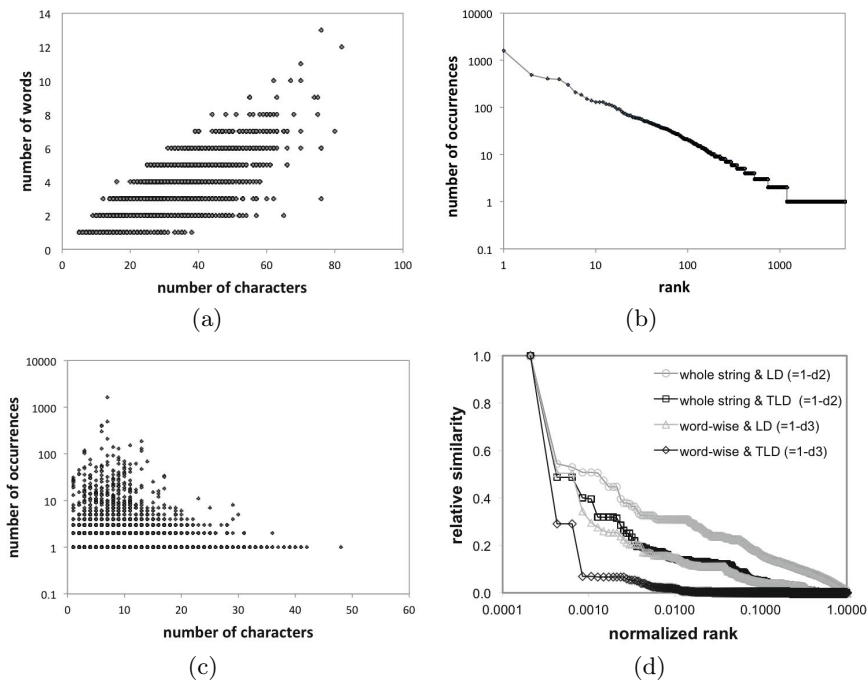 14
12
10
8
6
4
2
0
number of words
0 20 40 60 80 100
number of characters
(a)
10000
1000
100
10
1
0.1
number of occurrences
1 10 100 1000
rank
(b)
10000
1000
100
10
1
0.1
number of occurrences
0 10 20 30 40 50 60
number of characters
(c)
1.0
0.8
0.6
0.4
0.2
0.0
relative similarity
whole string & LD (=1-d2)
whole string & TLD (=1-d2)
word-wise & LD (=1-d3)
word-wise & TLD (=1-d3)
0.0001 0.0010 0.0100 0.1000 1.0000
normalized rank
(d)